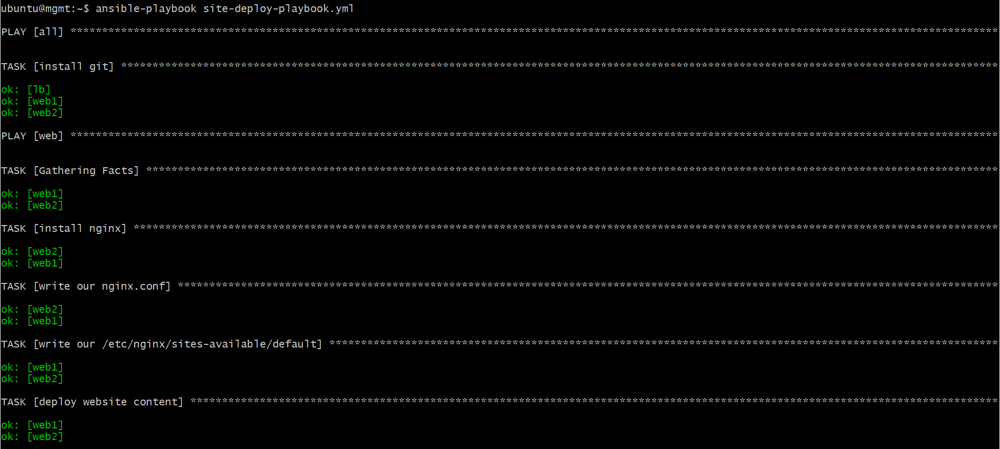 ubuntu@mgmt:~$ ansible-playbook site-deploy-playbook.yml
PLAY [all] ***************************************************************************************************************************************************
TASK [install git] *******************************************************************************************************************************************
ok: [lb]
ok: [web1]
ok: [web2]
PLAY [web] ***************************************************************************************************************************************************
TASK [Gathering Facts] ***************************************************************************************************************************************
ok: [web1]
ok: [web2]
TASK [install nginx] *****************************************************************************************************************************************
ok: [web2]
ok: [web1]
TASK [write our nginx.conf] **********************************************************************************************************************************
ok: [web2]
ok: [web1]
TASK [write our /etc/nginx/sites-available/default] **********************************************************************************************************
ok: [web1]
ok: [web2]
TASK [deploy website content] ********************************************************************************************************************************
ok: [web1]
ok: [web2]